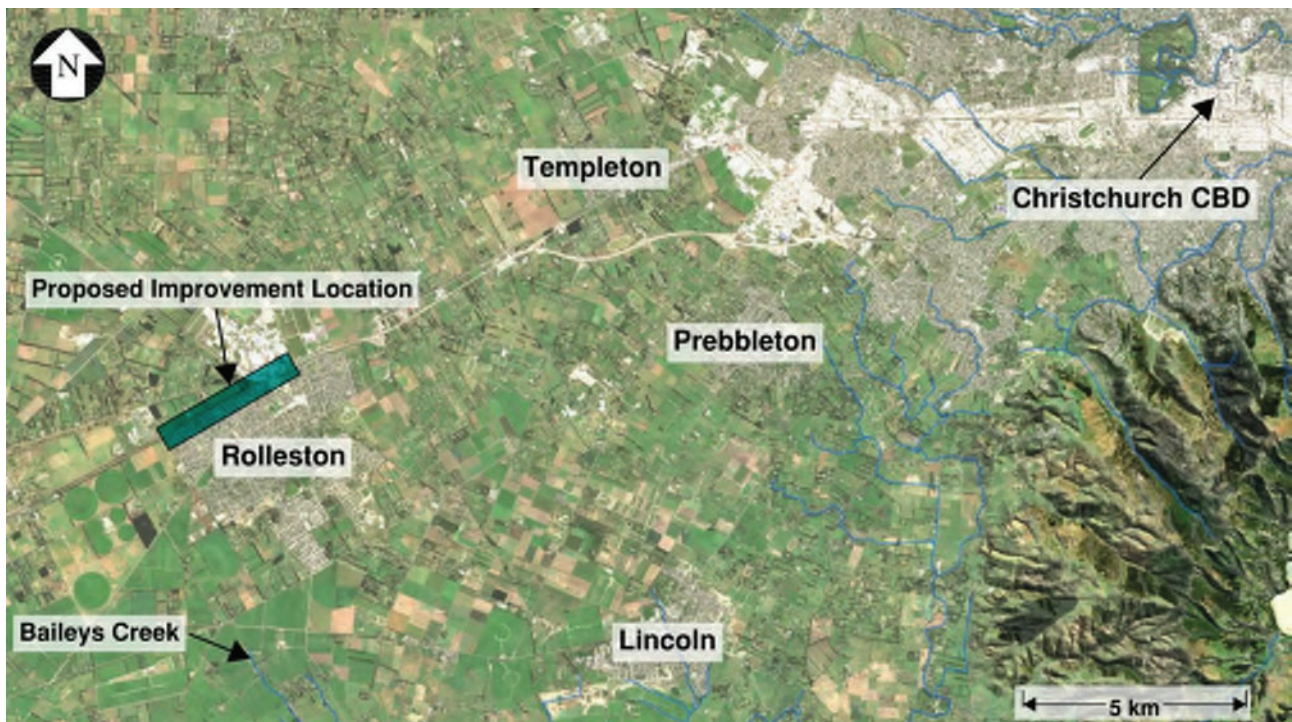 N
Templeton
Christchurch CBD
Proposed Improvement Location
Prebbleton
Rolleston
Baileys Creek
Lincoln
5 km